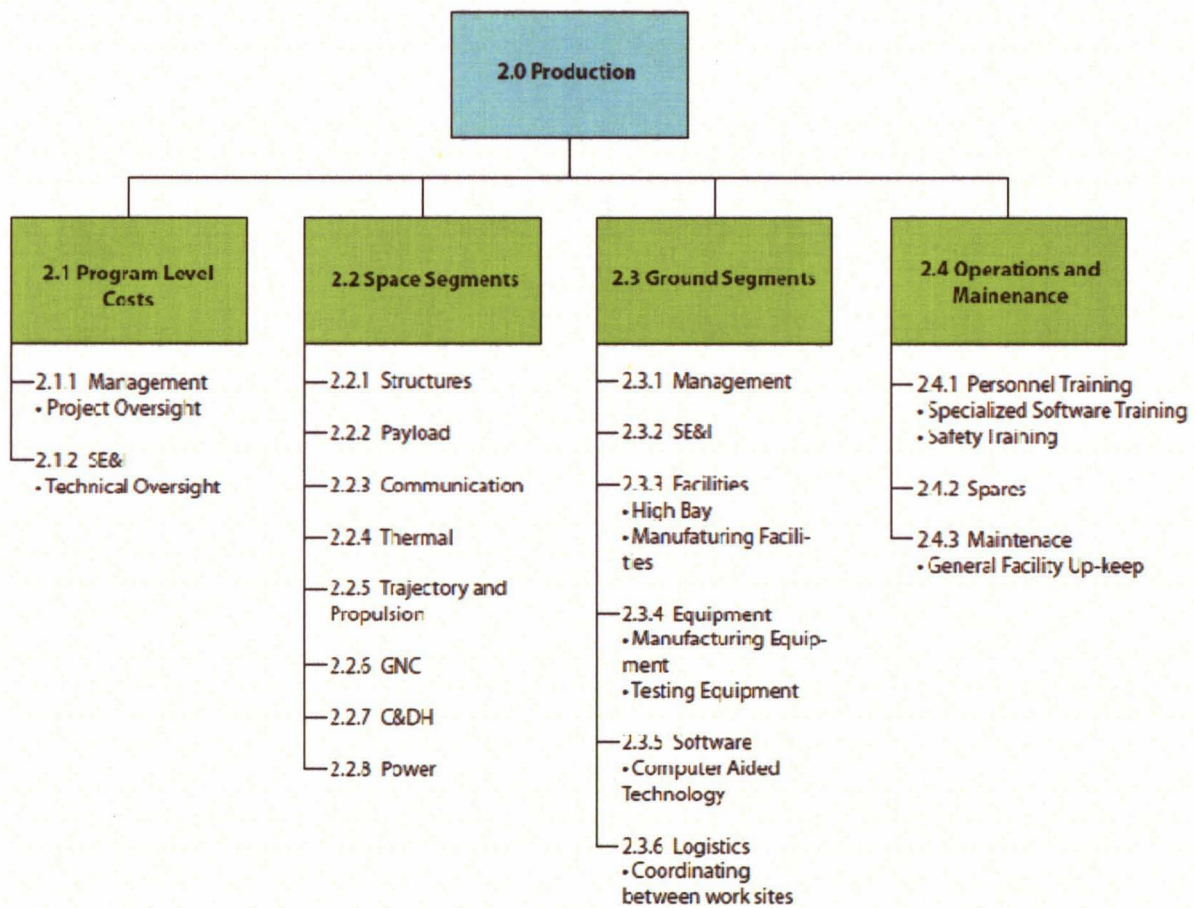 2.0 Production
2.1 Program Level
Costs
2.1.1 Management
• Project Oversight
2.1.2 SE&I
• Technical Oversight
2.2 Space Segments
2.2.1 Structures
2.2.2 Payload
2.2.3 Communication
2.2.4 Thermal
2.2.5 Trajectory and
Propulsion
2.2.6 GNC
2.2.7 C&DH
2.2.8 Power
2.3 Ground Segments
2.3.1 Management
2.3.2 SE&I
2.3.3 Facilities
• High Bay
• Manufaturing Facili-
ties
2.3.4 Equipment
• Manufacturing Equip-
ment
• Testing Equipment
2.3.5 Software
• Computer Aided
Technology
2.3.6 Logistics
• Coordinating
between work sites
2.4 Operations and
Mainenance
2.4.1 Personnel Training
• Specialized Software Training
• Safety Training
2.4.2 Spares
2.4.3 Maintenace
• General Facility Up-keep